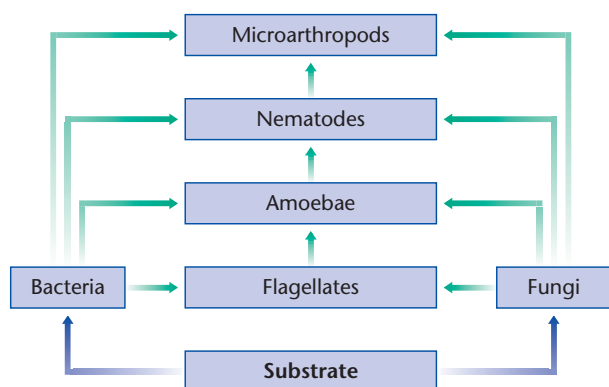 Microarthropods
Nematodes
Amoebae
Bacteria
Flagellates
Fungi
Substrate